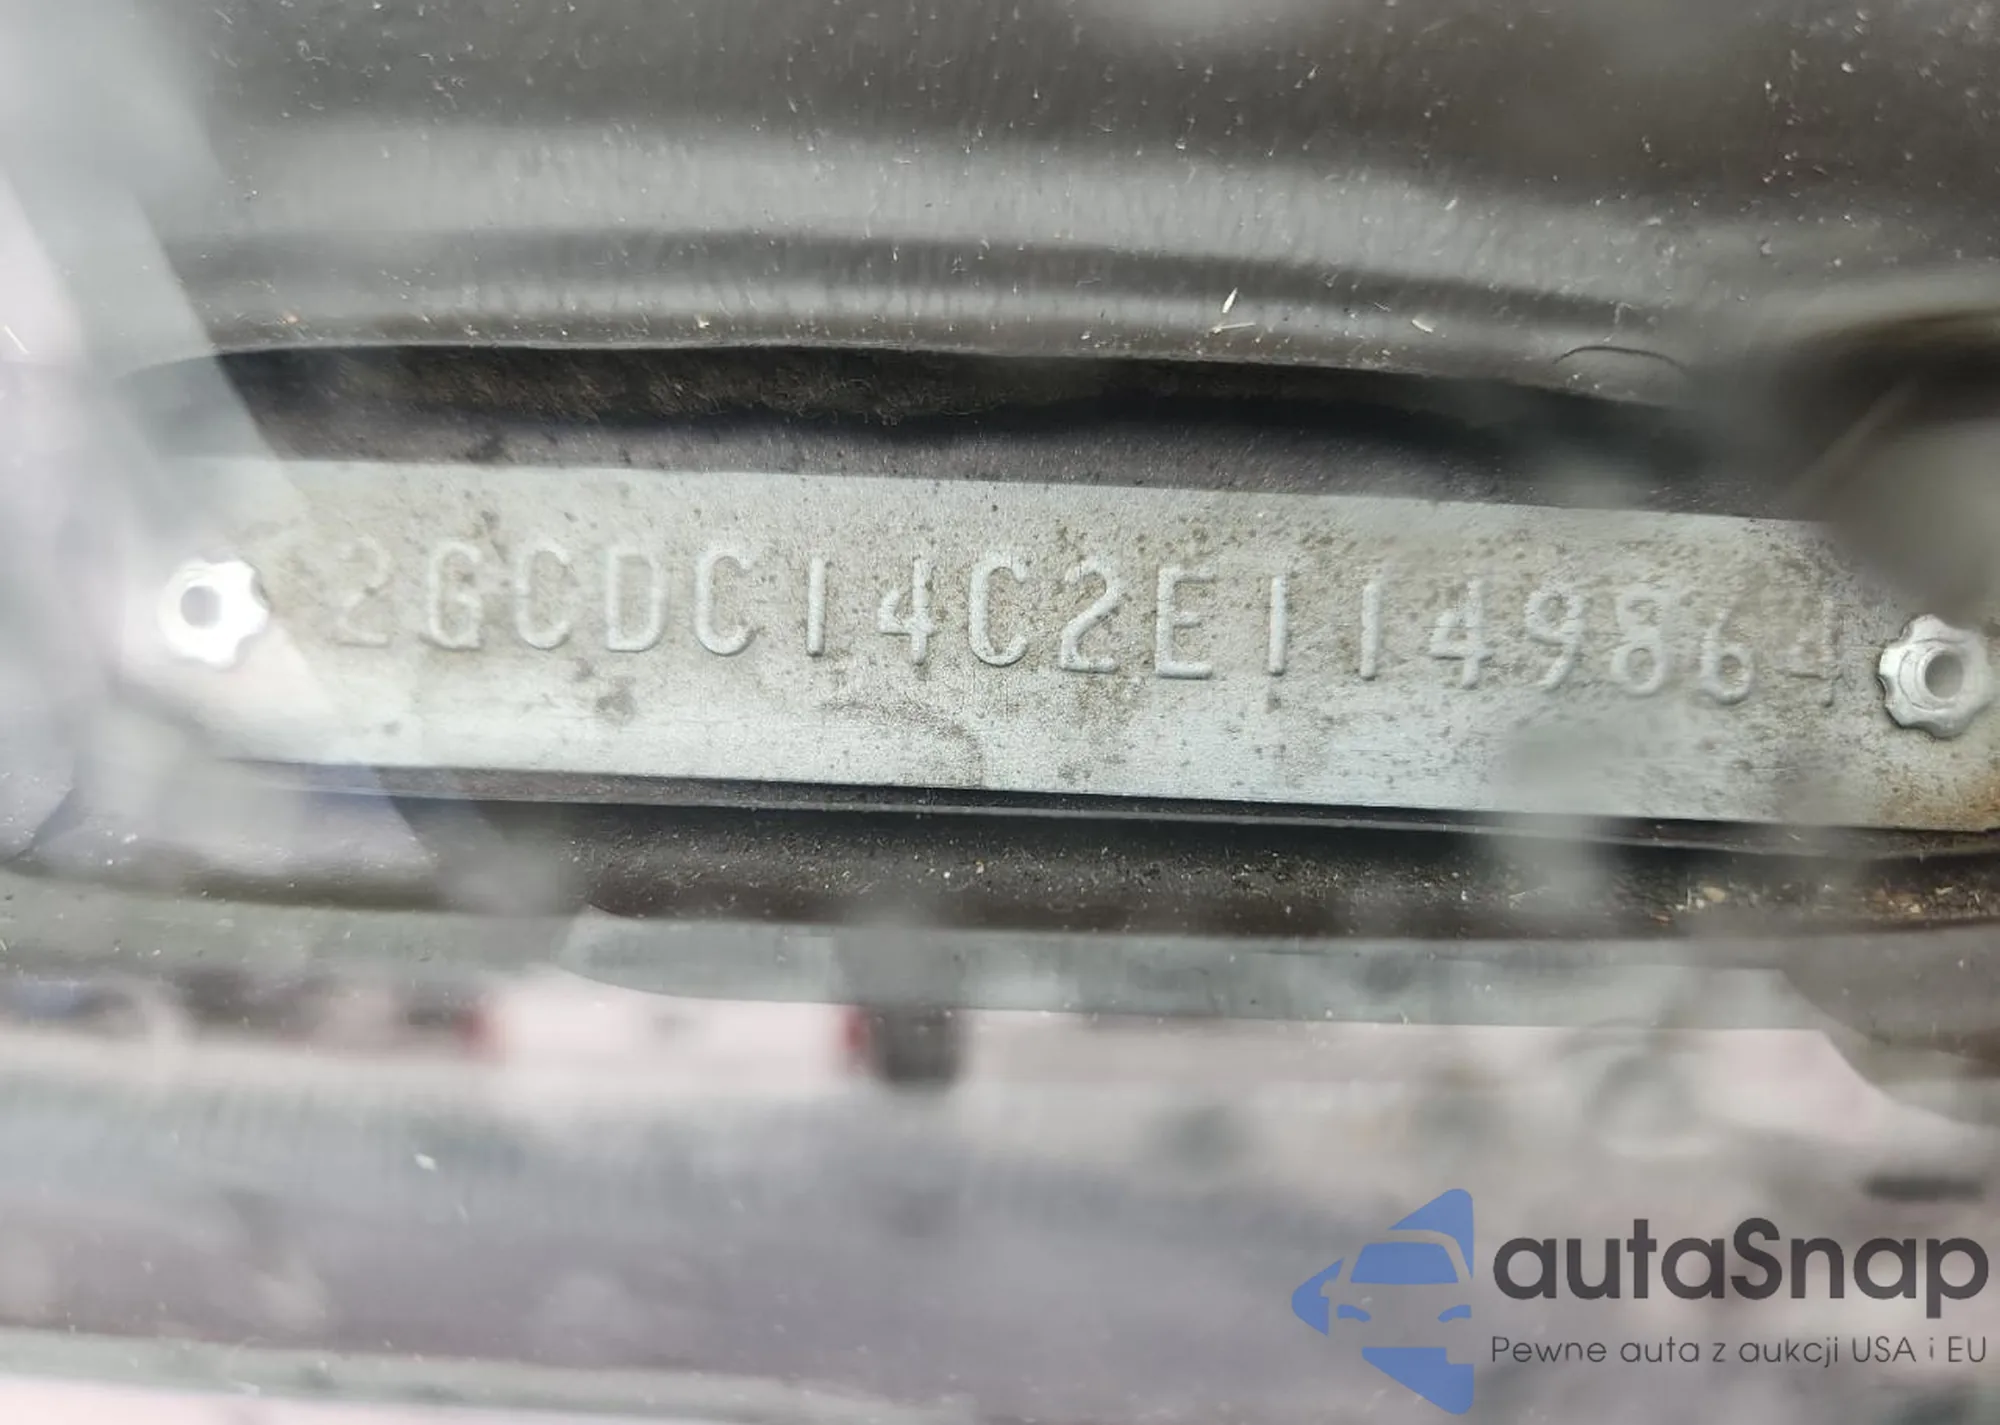 2GCDC14C2E1149864
autaSnap
Pewne auta z aukcji USA i EU